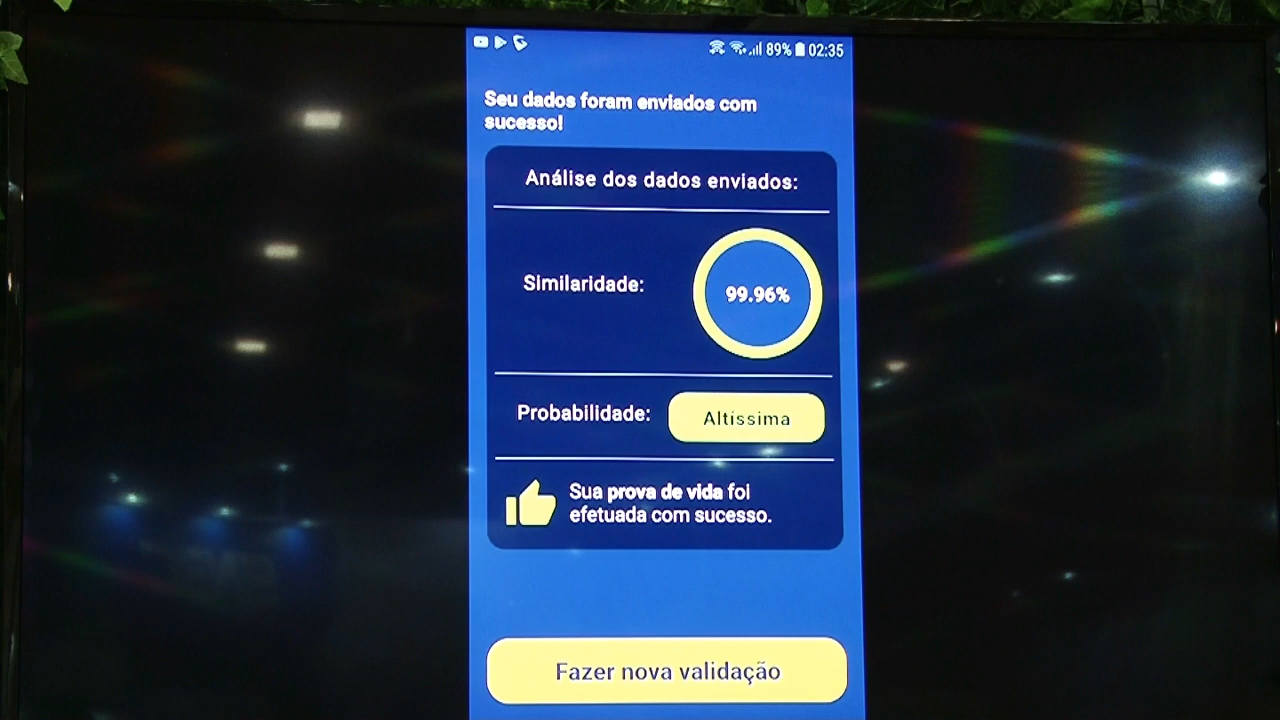 89% 02:35
Seu dados foram enviados com
sucesso!
Análise dos dados enviados:
Similaridade:
99.96%
Probabilidade:
Altíssima
Sua prova de vida foi
efetuada com sucesso.
Fazer nova validação